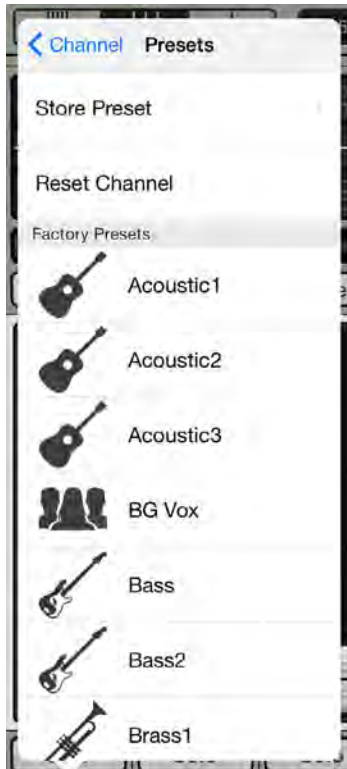 Channel Presets
Store Preset
Reset Channel
Factory Presets
Acoustic1
Acoustic2
Acoustic3
BG Vox
Bass
Bass2
Brass1